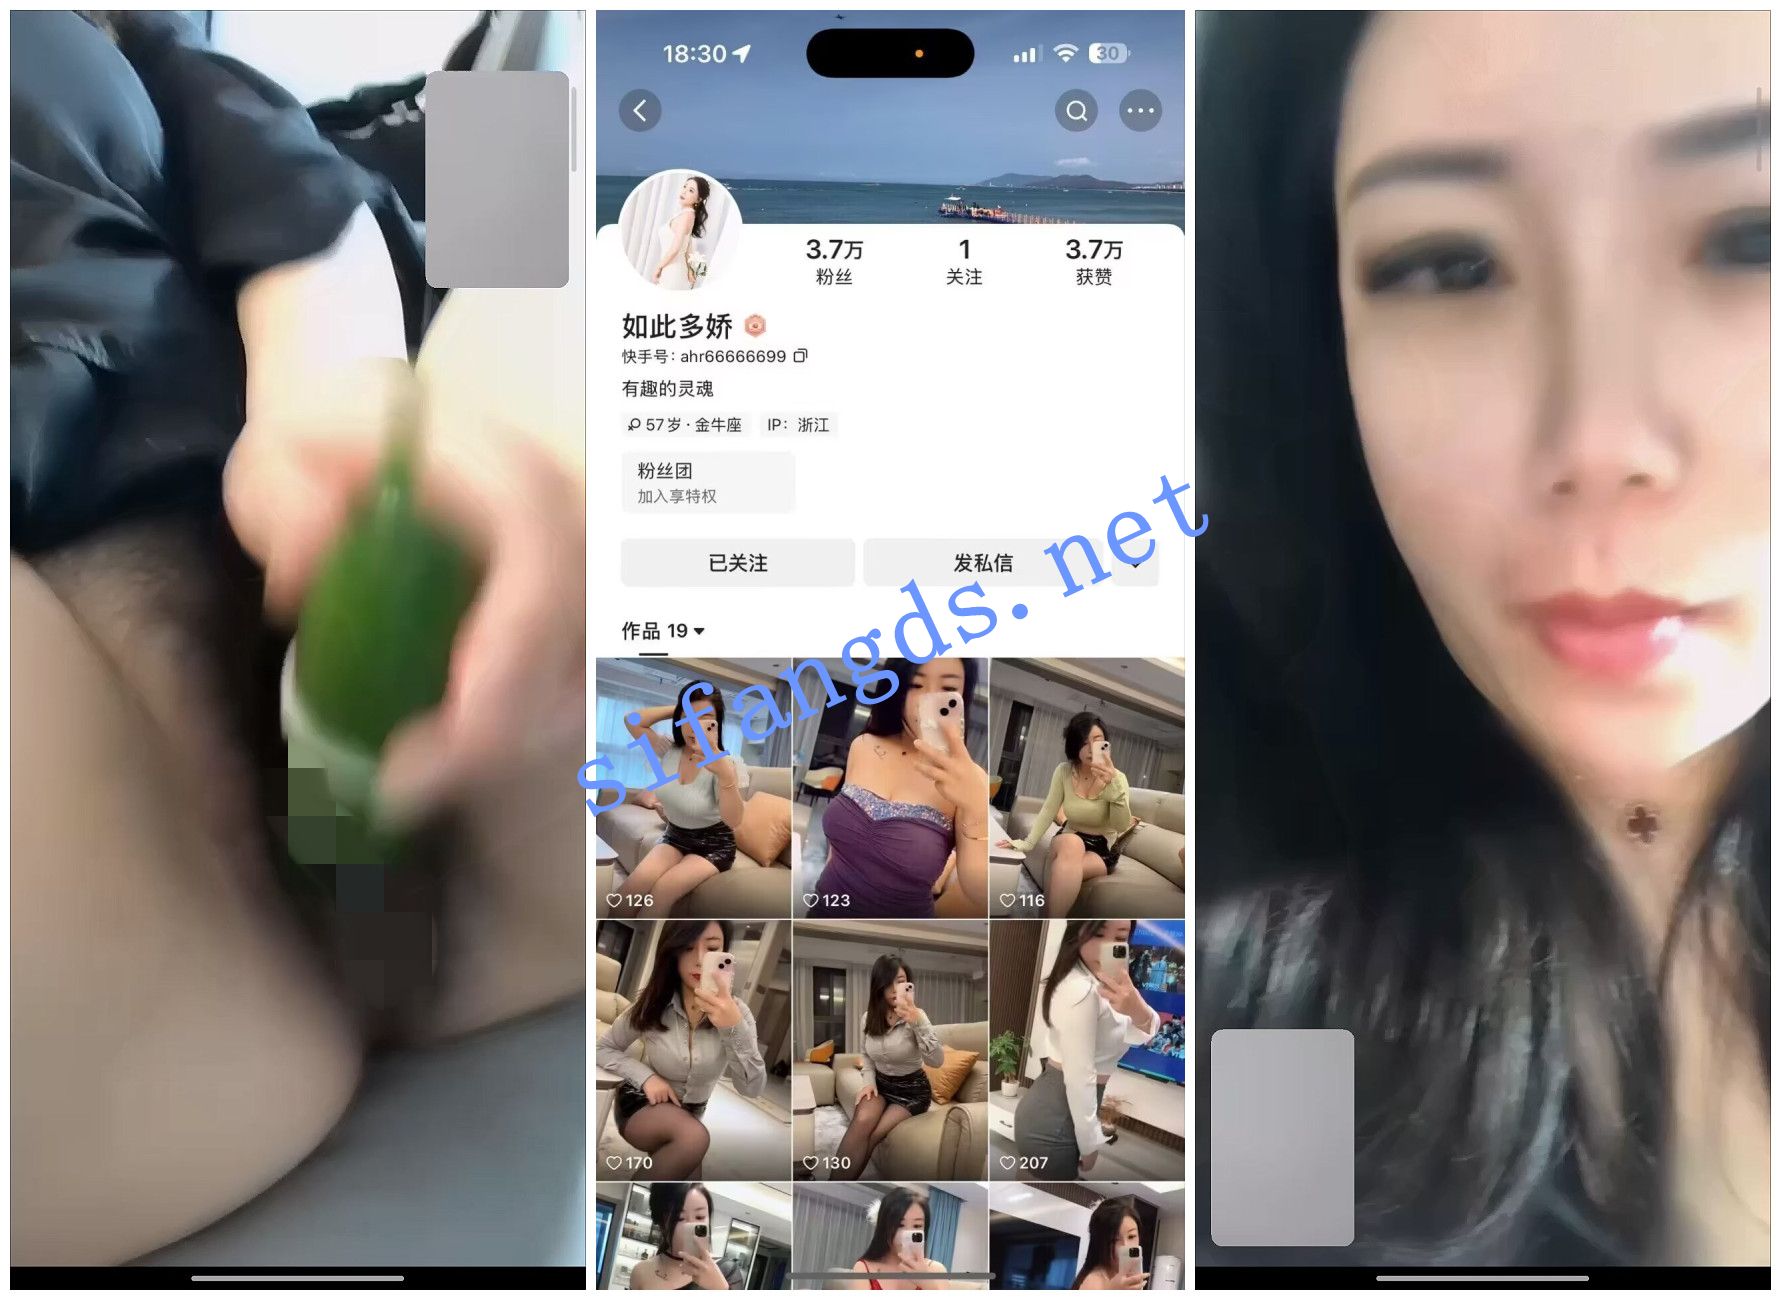 18:30
30
3.7万
粉丝
1
关注
3.7万
获赞
如此多娇
快手号: ahr66666699
有趣的灵魂
57岁·金牛座
IP: 浙江
粉丝团
加入享特权
已关注
发私信
作品 19
sifangds.net
126
123
116
170
130
207